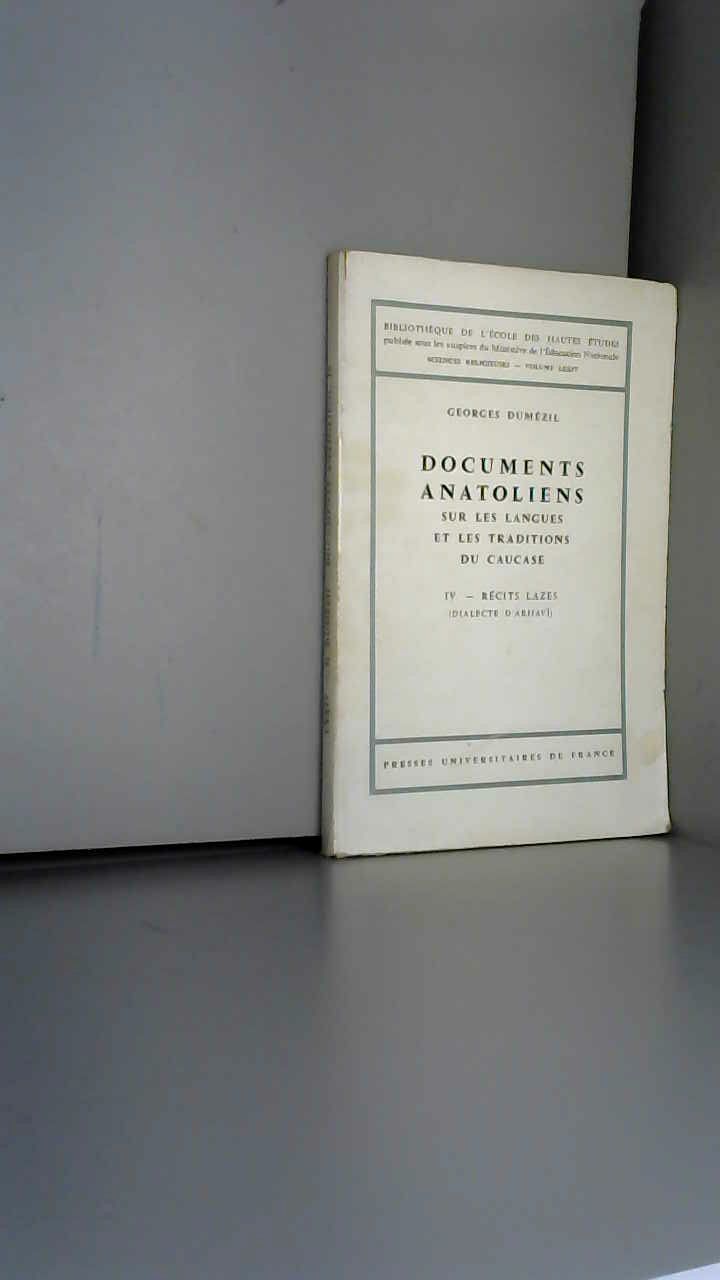 BIBLIOTHÈQUE DE L'ÉCOLE DES HAUTES ÉTUDES
publiée sous les auspices du Ministère de l'Éducation Nationale
SCIENCES RELIGIEUSES — VOLUME LXXIV
GEORGES DUMÉZIL
DOCUMENTS
ANATOLIENS
SUR LES LANGUES
ET LES TRADITIONS
DU CAUCASE
IV — RÉCITS LAZES
(DIALECTE D'ARHAVİ)
PRESSES UNIVERSITAIRES DE FRANCE